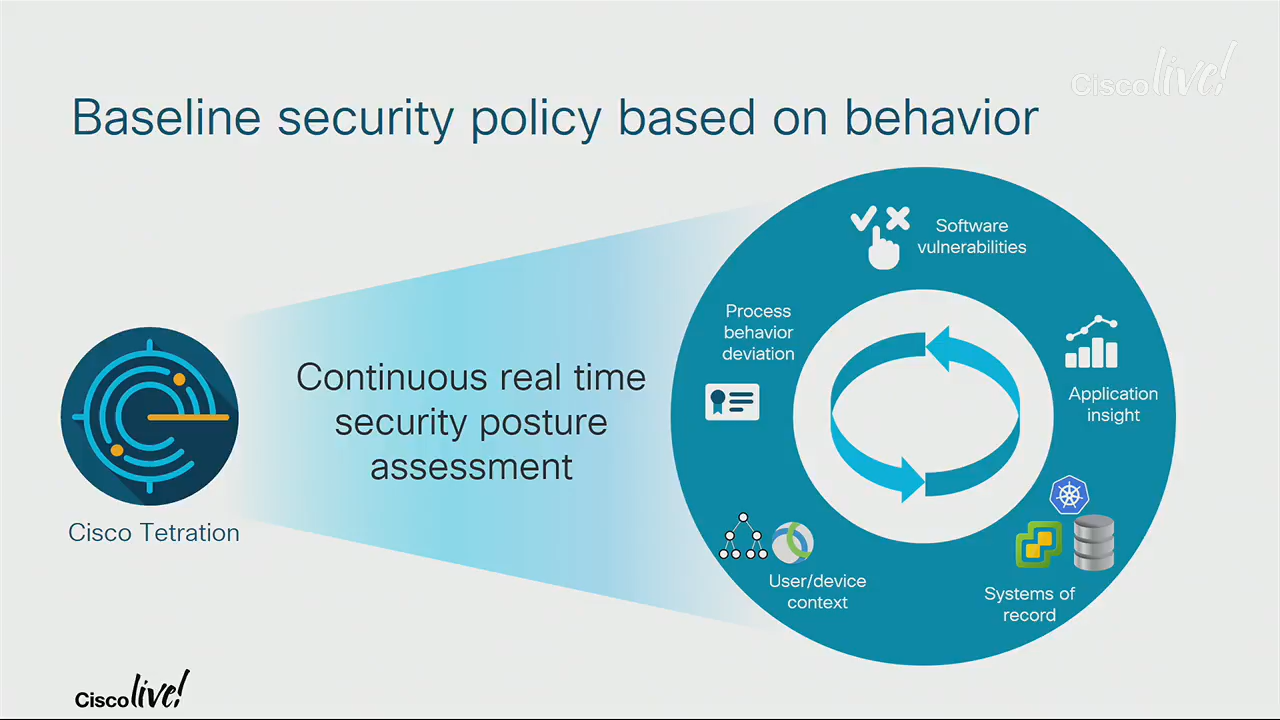 Cisco live!
Baseline security policy based on behavior
Software
vulnerabilities
Process
behavior
deviation
Application
insight
Continuous real time
security posture
assessment
Cisco Tetration
User/device
context
Systems of
record
Cisco live!